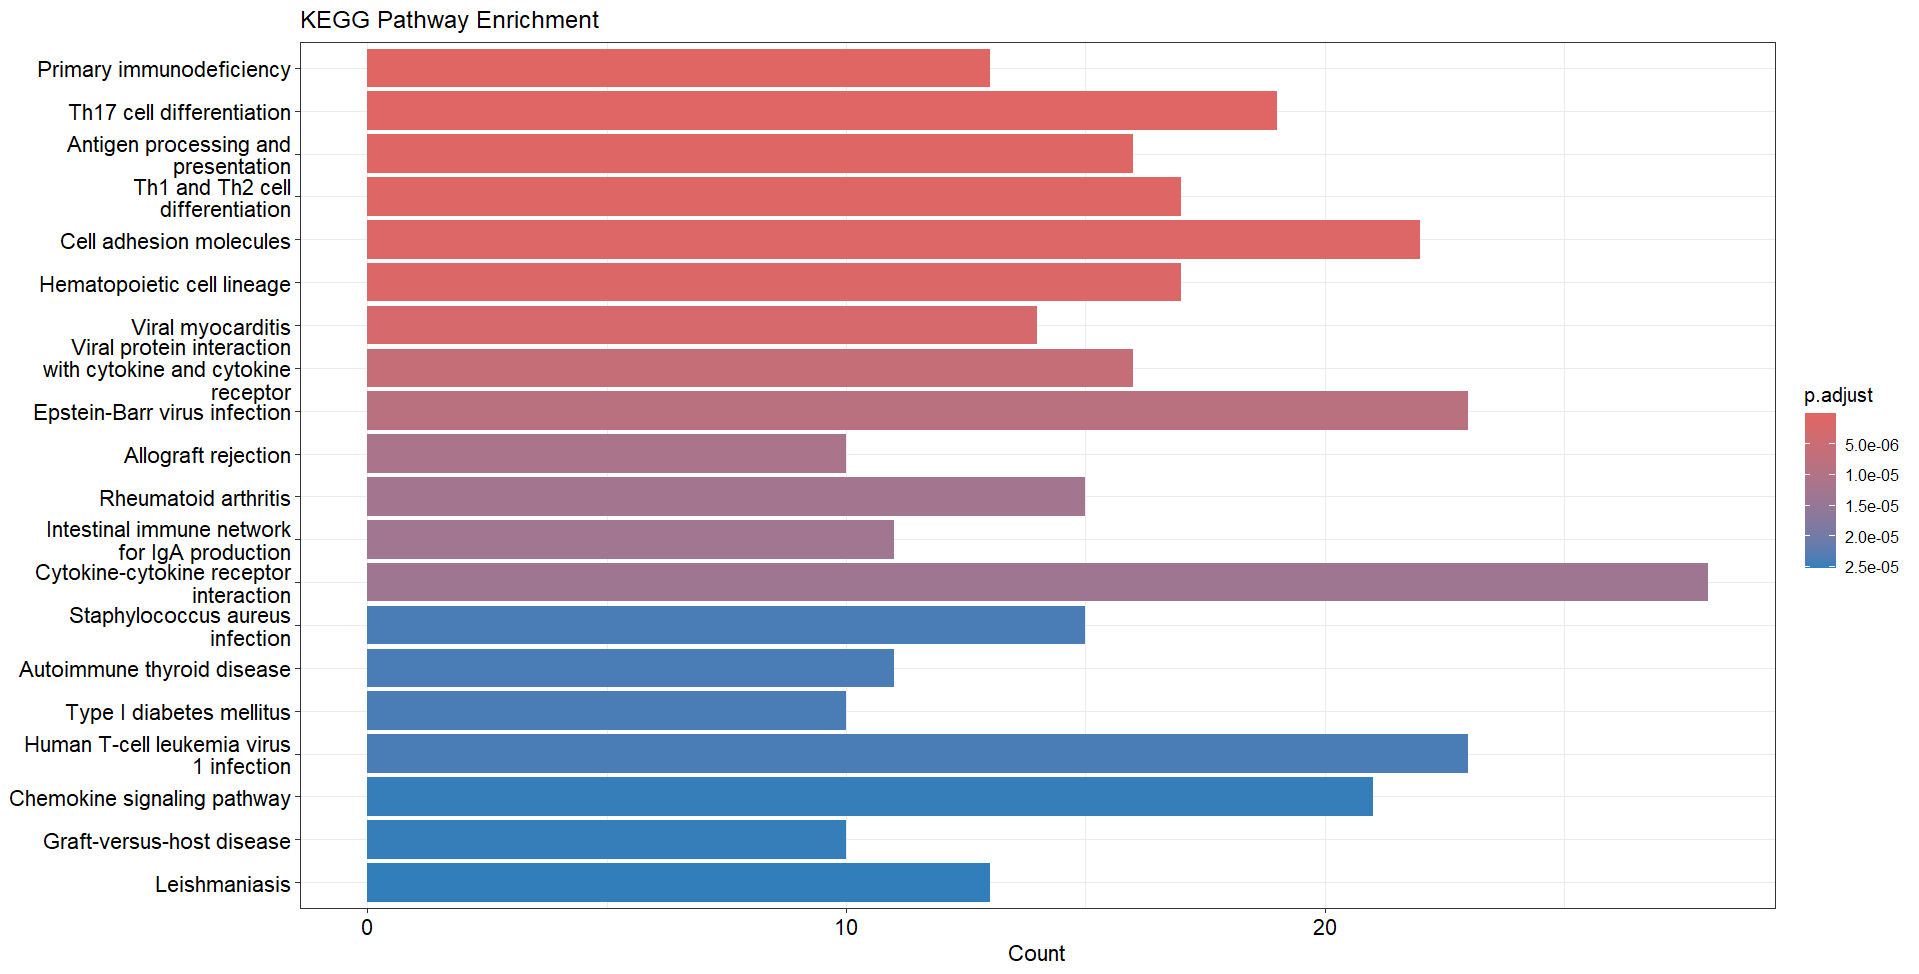 KEGG Pathway Enrichment
Primary immunodeficiency
Th17 cell differentiation
Antigen processing and
presentation
Th1 and Th2 cell
differentiation
Cell adhesion molecules
Hematopoietic cell lineage
Viral myocarditis
Viral protein interaction
with cytokine and cytokine
receptor
Epstein-Barr virus infection
Allograft rejection
Rheumatoid arthritis
Intestinal immune network
for IgA production
Cytokine-cytokine receptor
interaction
Staphylococcus aureus
infection
Autoimmune thyroid disease
Type I diabetes mellitus
Human T-cell leukemia virus
1 infection
Chemokine signaling pathway
Graft-versus-host disease
Leishmaniasis
0 10 20
Count
p.adjust
5.0e-06
1.0e-05
1.5e-05
2.0e-05
2.5e-05